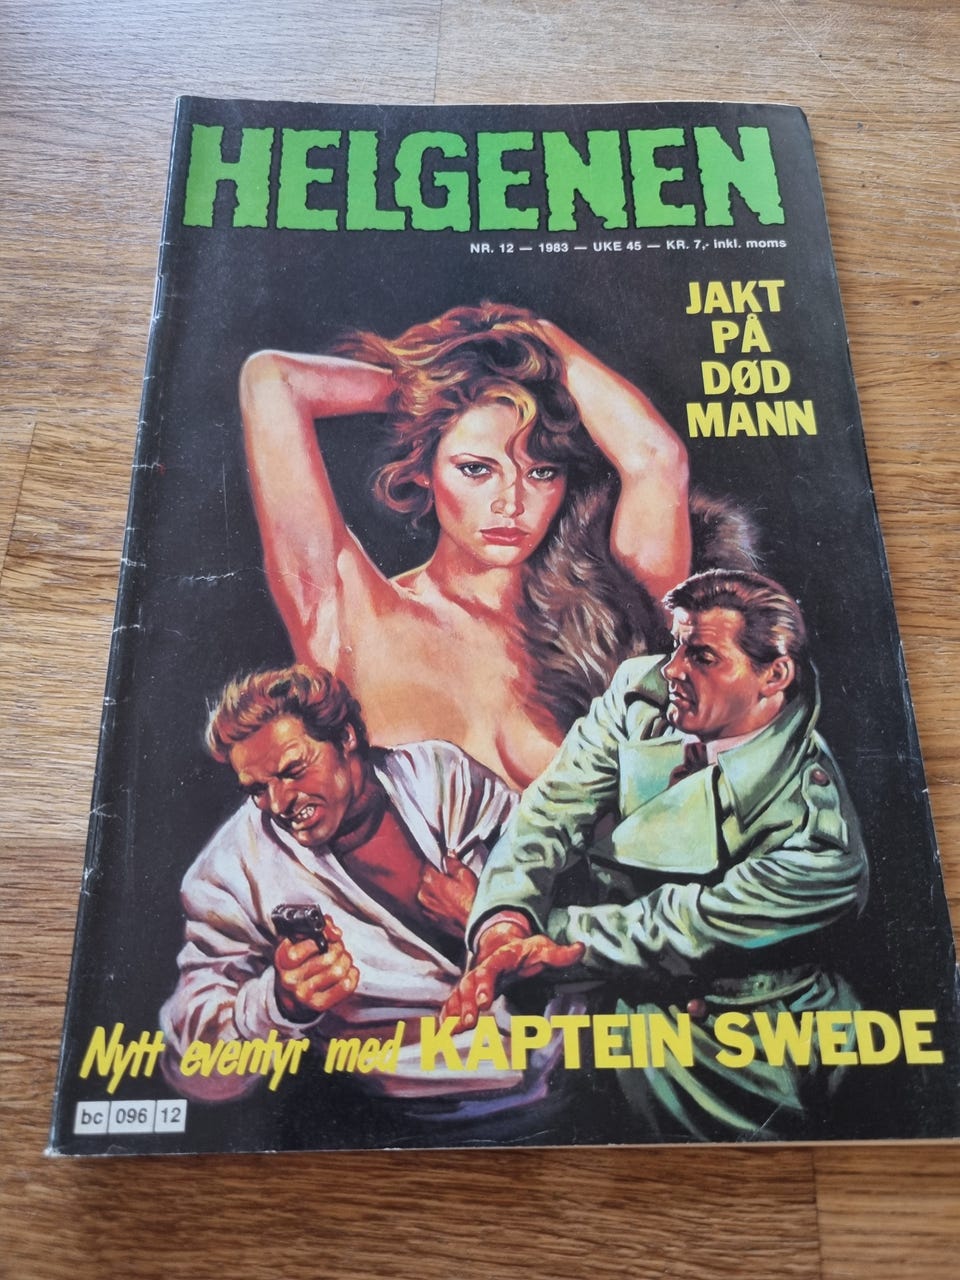 HELGENEN
NR. 12 — 1983 — UKE 45 — KR. 7,- inkl. moms
JAKT
PÅ
DØD
MANN
Nytt eventyr med KAPTEIN SWEDE
bc 096 12